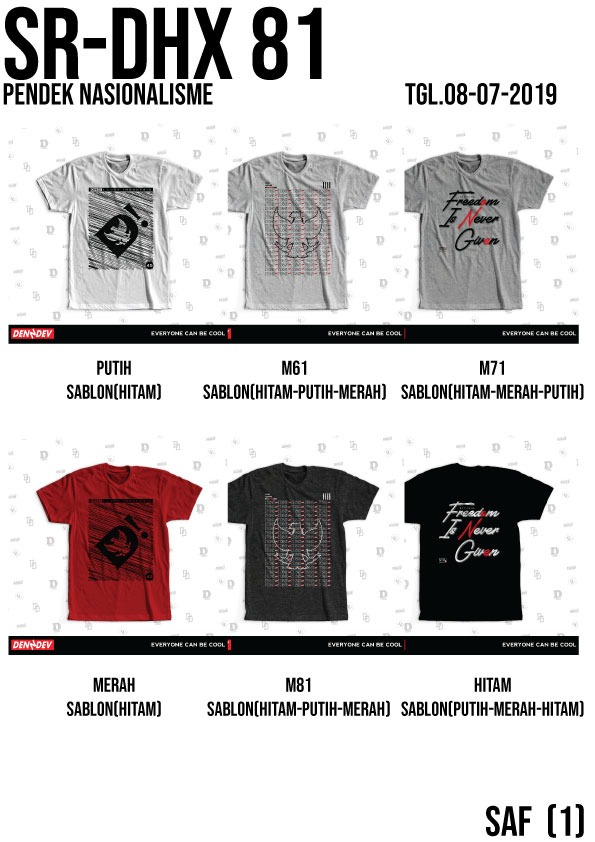 SR-DHX 81
PENDEK NASIONALISME
TGL.08-07-2019
Freedom
Is Never
Given
DENNDEV
EVERYONE CAN BE COOL
EVERYONE CAN BE COOL
EVERYONE CAN BE COOL
PUTIH
SABLON(HITAM)
M61
SABLON(HITAM-PUTIH-MERAH)
M71
SABLON(HITAM-MERAH-PUTIH)
Freedom
Is Never
Given
DENNDEV
EVERYONE CAN BE COOL
EVERYONE CAN BE COOL
EVERYONE CAN BE COOL
MERAH
SABLON(HITAM)
M81
SABLON(HITAM-PUTIH-MERAH)
HITAM
SABLON(PUTIH-MERAH-HITAM)
SAF (1)